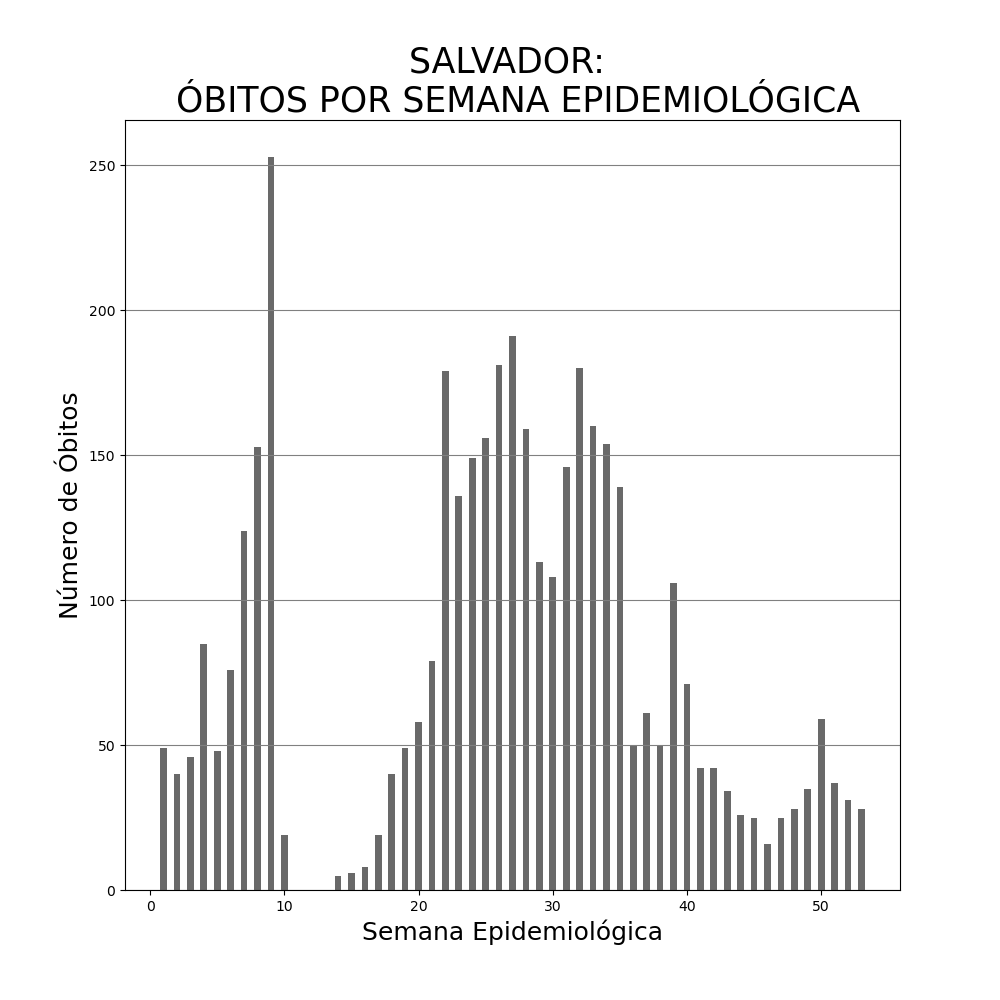 SALVADOR:
ÓBITOS POR SEMANA EPIDEMIOLÓGICA
250
200
150
100
50
0
Número de Óbitos
0 10 20 30 40 50
Semana Epidemiológica